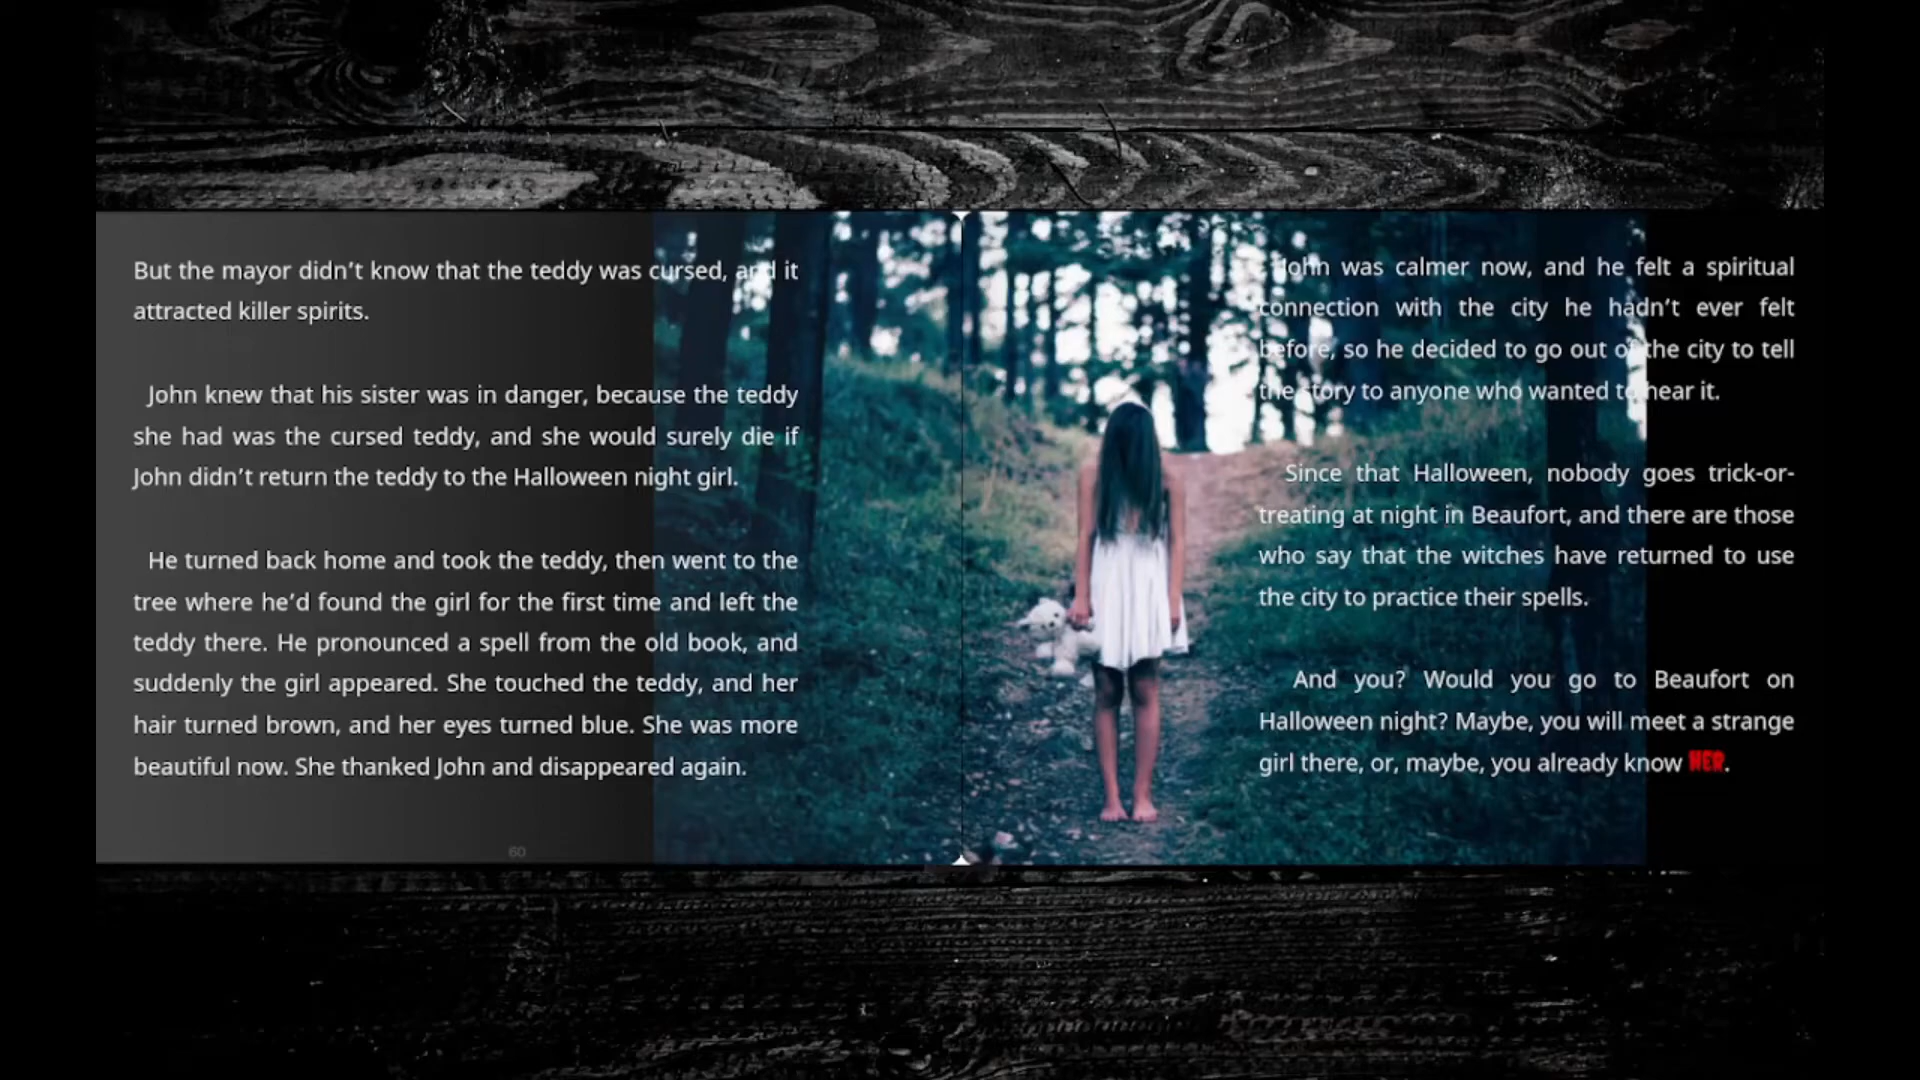 But the mayor didn’t know that the teddy was cursed, and it
attracted killer spirits.
John knew that his sister was in danger, because the teddy
she had was the cursed teddy, and she would surely die if
John didn’t return the teddy to the Halloween night girl.
He turned back home and took the teddy, then went to the
tree where he’d found the girl for the first time and left the
teddy there. He pronounced a spell from the old book, and
suddenly the girl appeared. She touched the teddy, and her
hair turned brown, and her eyes turned blue. She was more
beautiful now. She thanked John and disappeared again.
60
John was calmer now, and he felt a spiritual
connection with the city he hadn’t ever felt
before, so he decided to go out of the city to tell
the story to anyone who wanted to hear it.
Since that Halloween, nobody goes trick-or-
treating at night in Beaufort, and there are those
who say that the witches have returned to use
the city to practice their spells.
And you? Would you go to Beaufort on
Halloween night? Maybe, you will meet a strange
girl there, or, maybe, you already know HER.